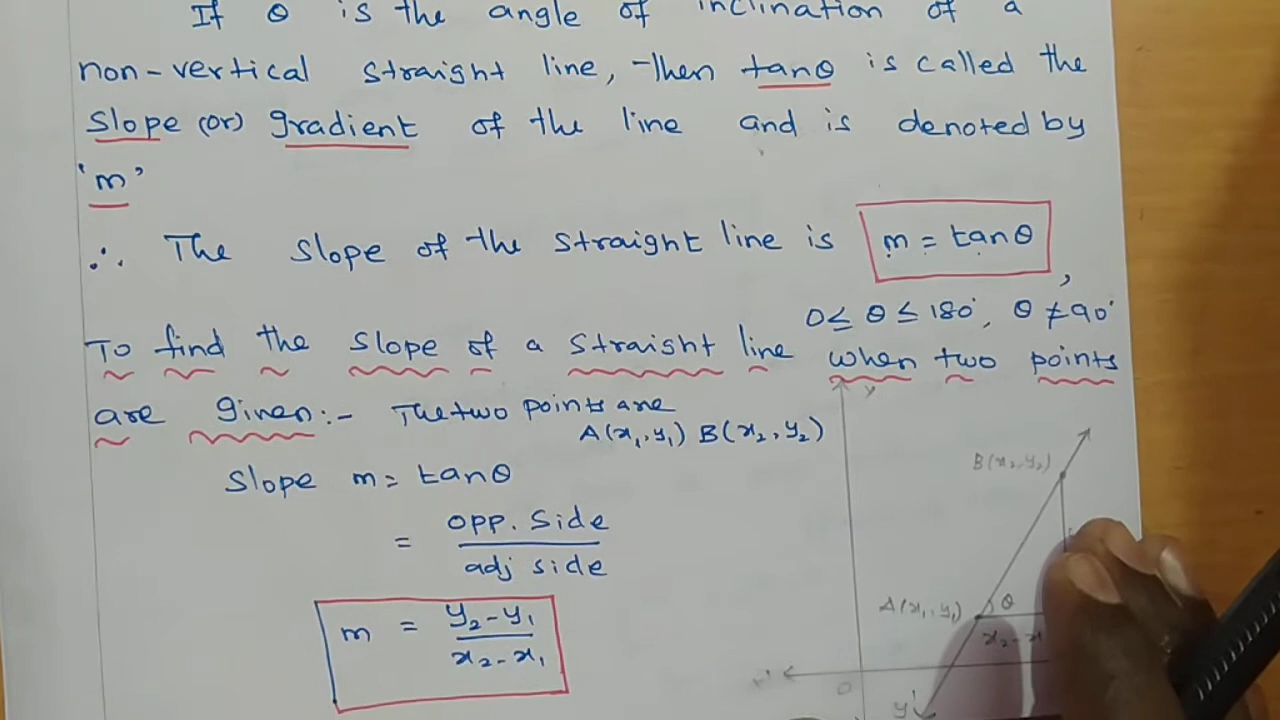 If θ is the angle of inclination of a
non-vertical straight line, then tanθ is called the
slope (or) gradient of the line and is denoted by
'm'
∴ The slope of the straight line is m = tanθ,
0 ≤ θ ≤ 180°, θ ≠ 90°
To find the slope of a straight line when two points
are given:- The two points are
A(x₁, y₁) B(x₂, y₂)
Slope m = tanθ
= opp. side
adj side
m = y₂-y₁
x₂-x₁
y
B(x₂, y₂)
A(x₁, y₁) θ
x₂-x
x'
0
y'